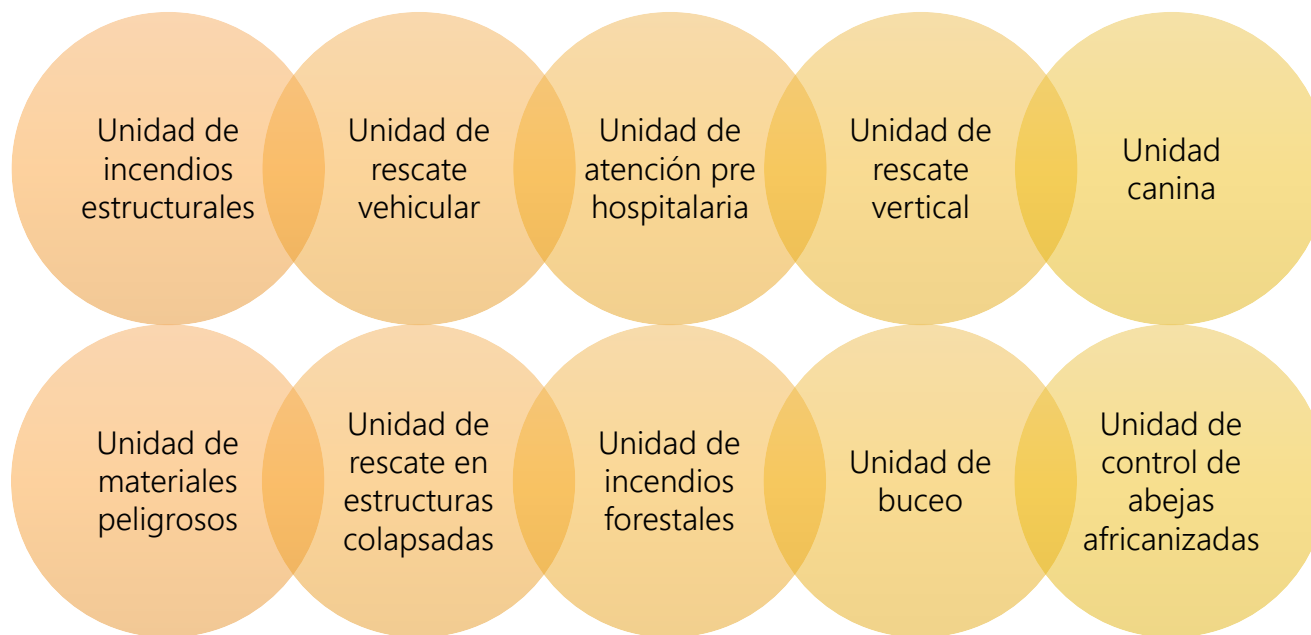 Unidad de
incendios
estructurales
Unidad de
rescate
vehicular
Unidad de
atención pre
hospitalaria
Unidad de
rescate
vertical
Unidad
canina
Unidad de
materiales
peligrosos
Unidad de
rescate en
estructuras
colapsadas
Unidad de
incendios
forestales
Unidad de
buceo
Unidad de
control de
abejas
africanizadas